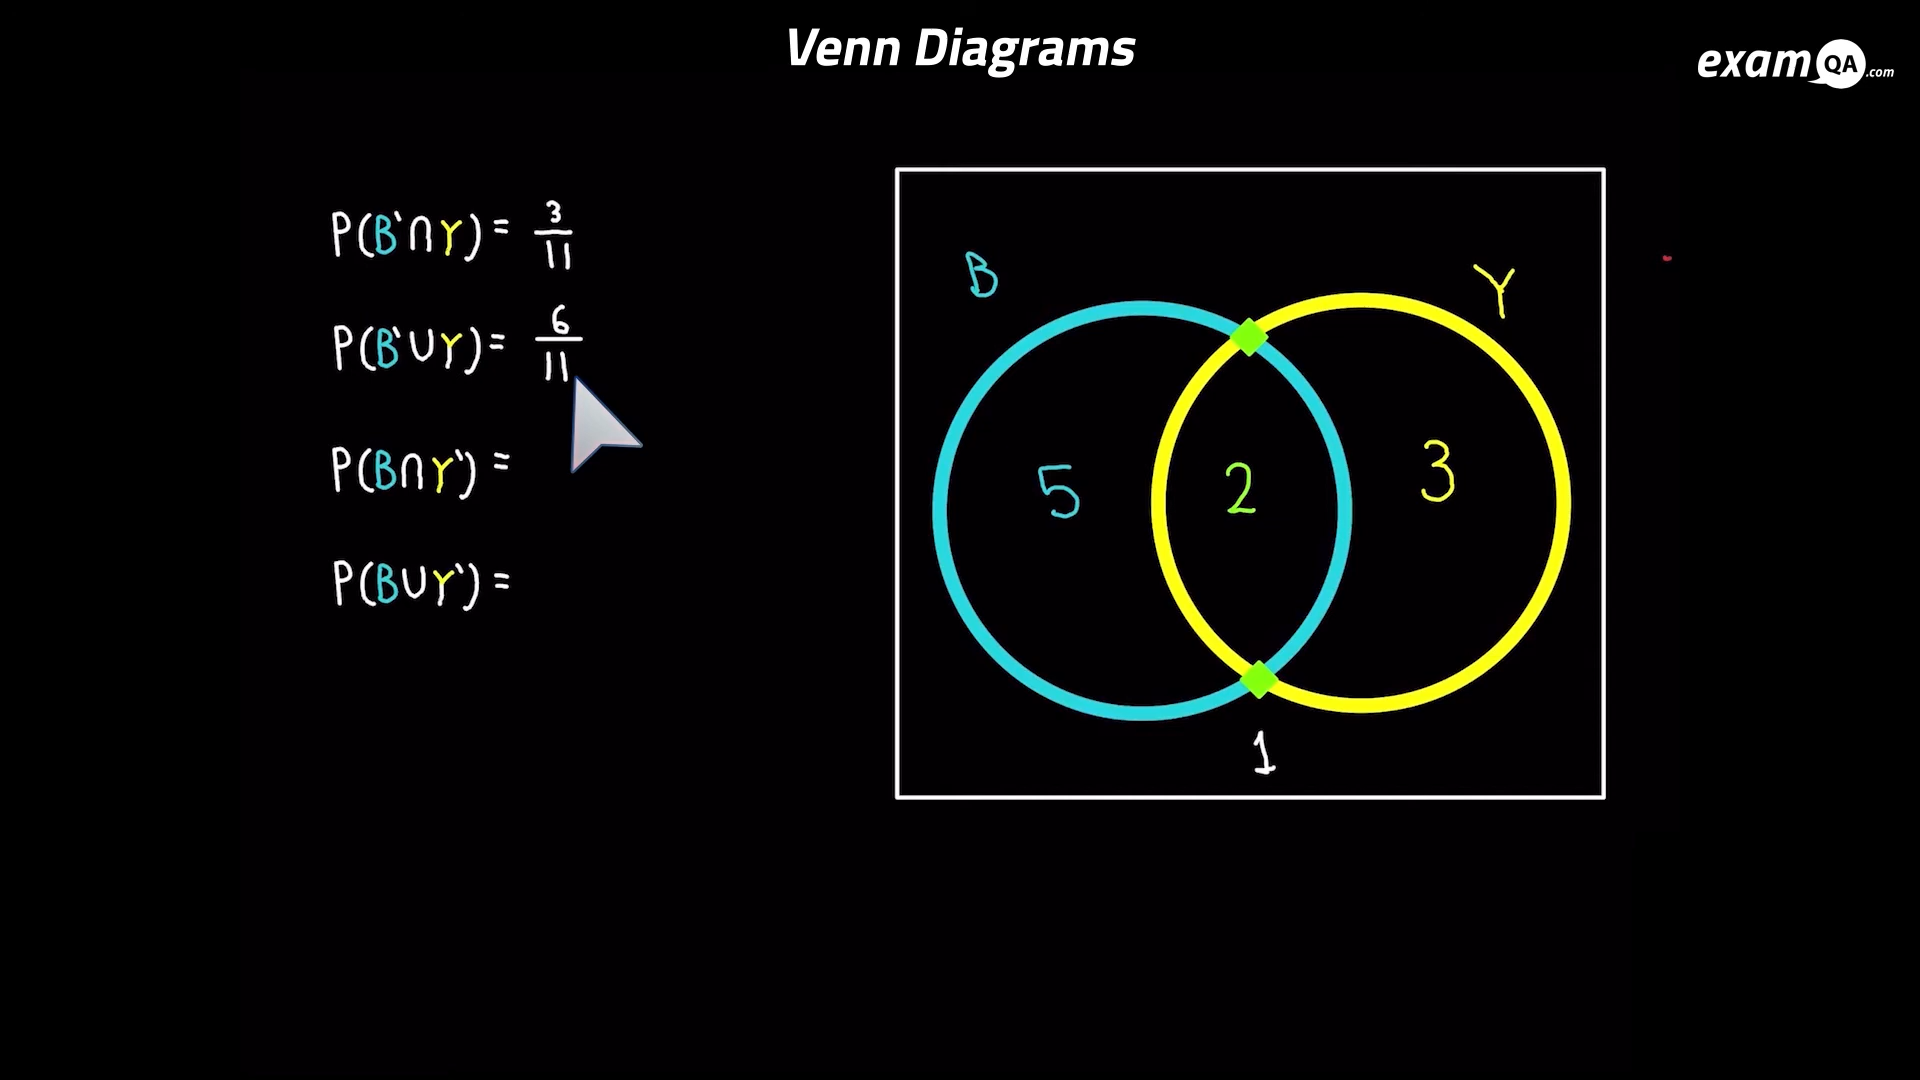 Venn Diagrams
examQA.com
P(B'∩Y) = 3/11
P(B'∪Y) = 6/11
P(B∩Y') =
P(B∪Y') =
B
Y
5
2
3
1